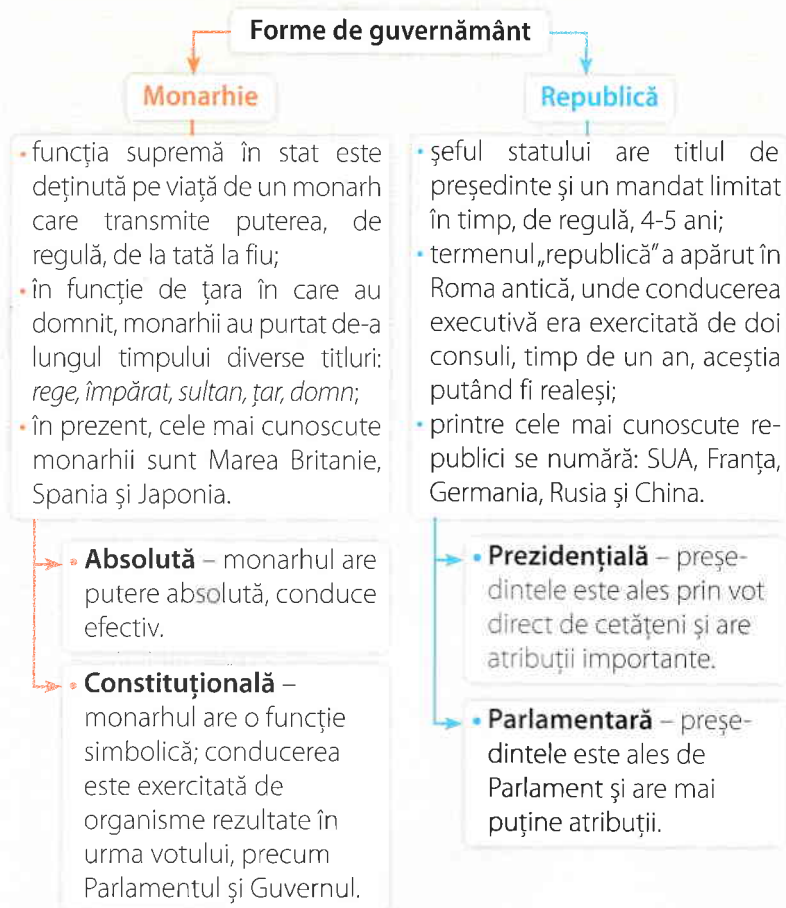 Forme de guvernământ
Monarhie
• funcția supremă în stat este
deținută pe viață de un monarh
care transmite puterea, de
regulă, de la tată la fiu;
• în funcție de țara în care au
domnit, monarhii au purtat de-a
lungul timpului diverse titluri:
rege, împărat, sultan, țar, domn;
• în prezent, cele mai cunoscute
monarhii sunt Marea Britanie,
Spania și Japonia.
• Absolută – monarhul are
putere absolută, conduce
efectiv.
• Constituțională –
monarhul are o funcție
simbolică; conducerea
este exercitată de
organisme rezultate în
urma votului, precum
Parlamentul și Guvernul.
Republică
• șeful statului are titlul de
președinte și un mandat limitat
în timp, de regulă, 4-5 ani;
• termenul „republică” a apărut în
Roma antică, unde conducerea
executivă era exercitată de doi
consuli, timp de un an, aceștia
putând fi realeși;
• printre cele mai cunoscute re-
publici se numără: SUA, Franța,
Germania, Rusia și China.
• Prezidențială – preșe-
dintele este ales prin vot
direct de cetățeni și are
atribuții importante.
• Parlamentară – preșe-
dintele este ales de
Parlament și are mai
puține atribuții.